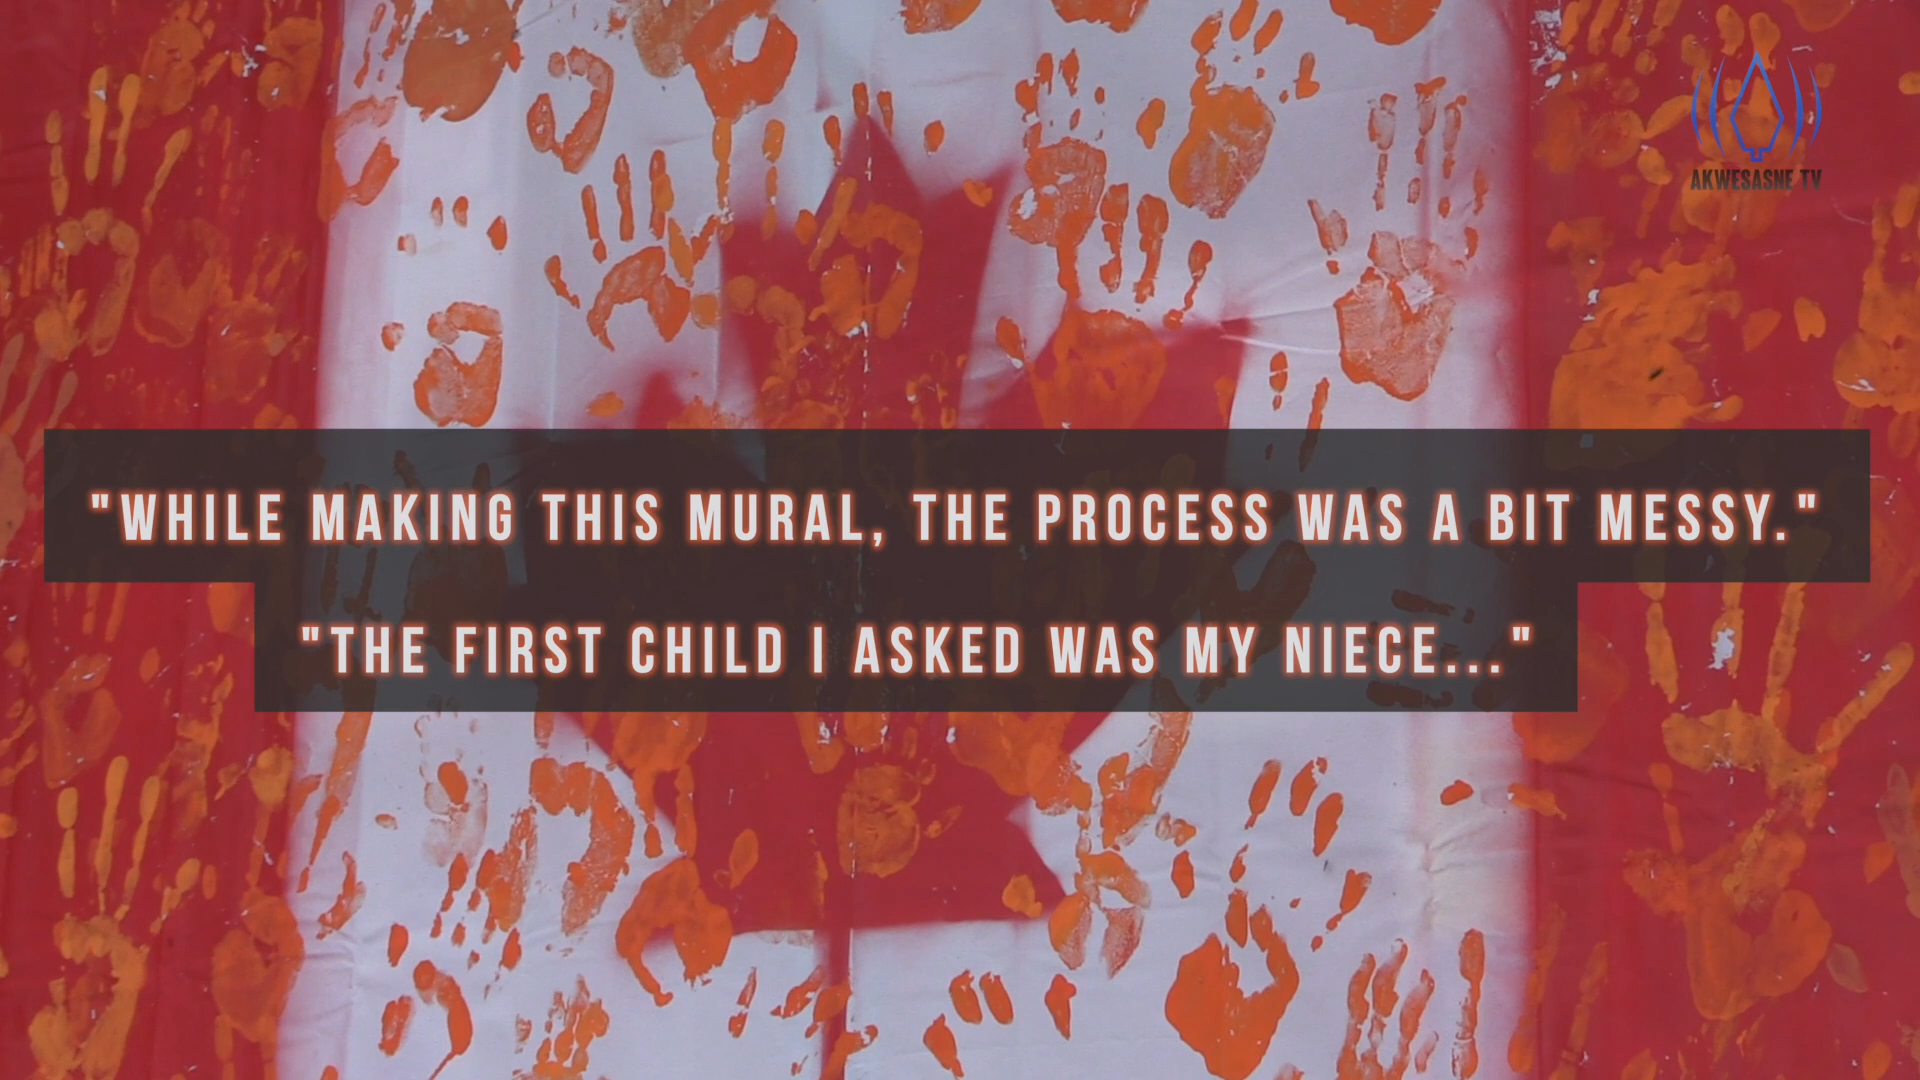 AKWESASNE TV
"WHILE MAKING THIS MURAL, THE PROCESS WAS A BIT MESSY."
"THE FIRST CHILD I ASKED WAS MY NIECE..."